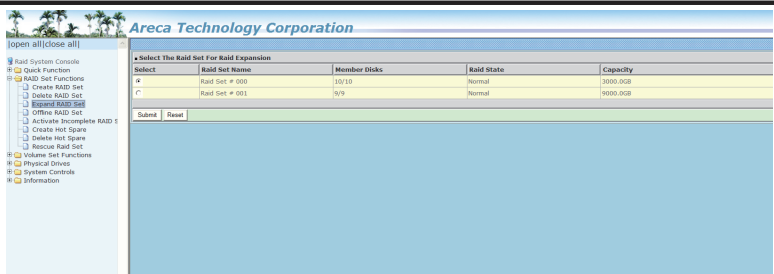 Areca Technology Corporation
|open all|close all|
Raid System Console
Quick Function
RAID Set Functions
Create RAID Set
Delete RAID Set
Expand RAID Set
Offline RAID Set
Activate Incomplete RAID S
Create Hot Spare
Delete Hot Spare
Rescue Raid Set
Volume Set Functions
Physical Drives
System Controls
Information
Select The Raid Set For Raid Expansion
Select Raid Set Name Member Disks Raid State Capacity
Raid Set # 000 10/10 Normal 3000.0GB
Raid Set # 001 9/9 Normal 9000.0GB
Submit Reset